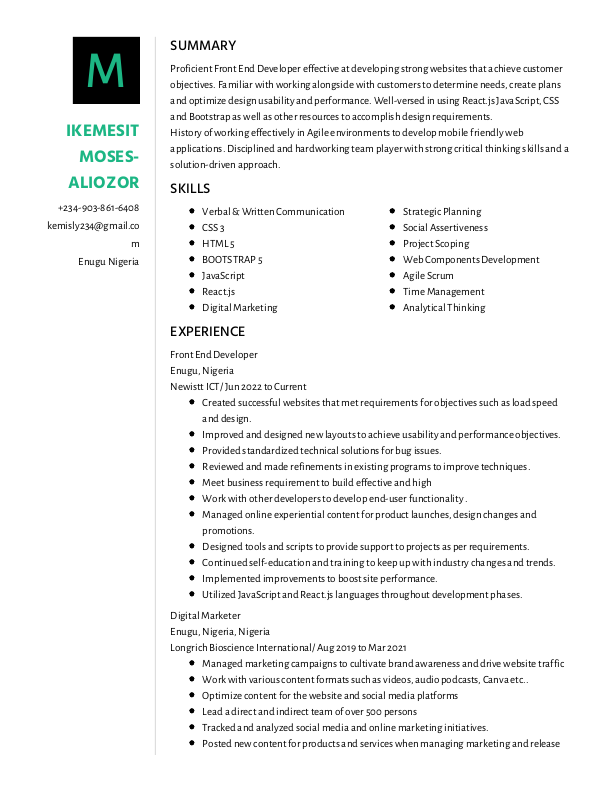 M
IKEMESIT
MOSES-
ALIOZOR
+234-903-861-6408
kemisly234@gmail.co
m
Enugu Nigeria
SUMMARY
Proficient Front End Developer effective at developing strong websites that achieve customer
objectives. Familiar with working alongside with customers to determine needs, create plans
and optimize design usability and performance. Well-versed in using React.js JavaScript, CSS
and Bootstrap as well as other resources to accomplish design requirements.
History of working effectively in Agile environments to develop mobile friendly web
applications. Disciplined and hardworking team player with strong critical thinking skills and a
solution-driven approach.
SKILLS
Verbal & Written Communication
CSS 3
HTML 5
BOOTSTRAP 5
JavaScript
React.js
Digital Marketing
Strategic Planning
Social Assertiveness
Project Scoping
Web Components Development
Agile Scrum
Time Management
Analytical Thinking
EXPERIENCE
Front End Developer
Enugu, Nigeria
Newistt ICT/ Jun 2022 to Current
Created successful websites that met requirements for objectives such as load speed
and design.
Improved and designed new layouts to achieve usability and performance objectives.
Provided standardized technical solutions for bug issues.
Reviewed and made refinements in existing programs to improve techniques.
Meet business requirement to build effective and high
Work with other developers to develop end-user functionality.
Managed online experiential content for product launches, design changes and
promotions.
Designed tools and scripts to provide support to projects as per requirements.
Continued self-education and training to keep up with industry changes and trends.
Implemented improvements to boost site performance.
Utilized JavaScript and React.js languages throughout development phases.
Digital Marketer
Enugu, Nigeria, Nigeria
Longrich Bioscience International/ Aug 2019 to Mar 2021
Managed marketing campaigns to cultivate brand awareness and drive website traffic
Work with various content formats such as videos, audio podcasts, Canva etc..
Optimize content for the website and social media platforms
Lead a direct and indirect team of over 500 persons
Tracked and analyzed social media and online marketing initiatives.
Posted new content for products and services when managing marketing and release